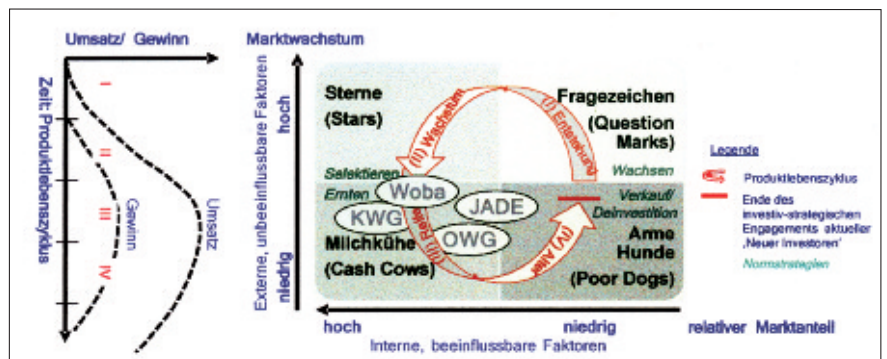 Umsatz/ Gewinn
Zeit: Produktlebenszyklus
I
II
III
IV
Gewinn
Umsatz
Marktwachstum
Externe, unbeeinflussbare Faktoren
hoch
niedrig
Sterne
(Stars)
Fragezeichen
(Question
Marks)
(I) Entstehung
(II) Wachstum
(III) Reife
(IV) Alter
Selektieren
Ernten
Wachsen
Verkauf/
Deinvestition
Woba
KWG
JADE
OWG
Milchkühe
(Cash Cows)
Arme
Hunde
(Poor Dogs)
hoch
niedrig
relativer Marktanteil
Interne, beeinflussbare Faktoren
Legende
Produktlebenszyklus
Ende des
investiv-strategischen
Engagements aktueller
‚Neuer Investoren'
Normstrategien